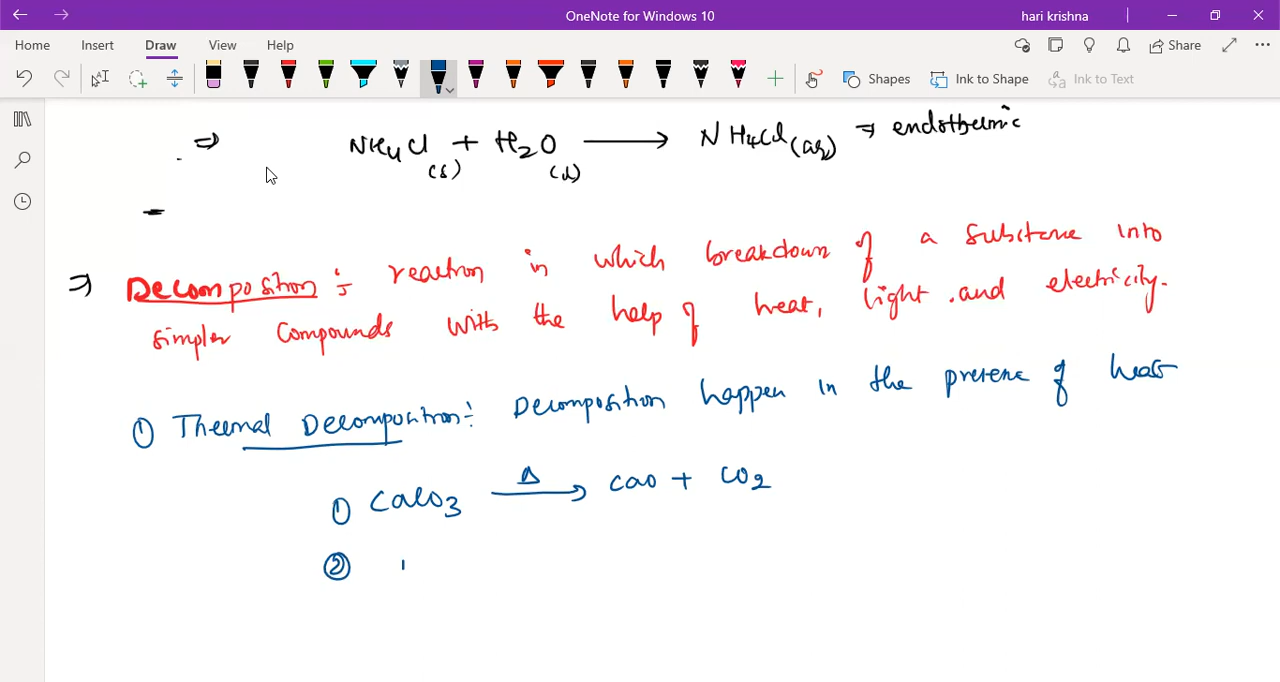 OneNote for Windows 10
hari krishna
Home Insert Draw View Help
Share
Shapes Ink to Shape Ink to Text
⇒ NH4Cl(s) + H2O(l) ⟶ NH4Cl(aq) ⇒ endothermic
⇒ Decomposition :- reaction in which breakdown of a substance into
simpler compounds with the help of heat, light and electricity.
① Thermal Decomposition :- Decomposition happen in the presence of heat
① CaCO3 —Δ→ CaO + CO2
②